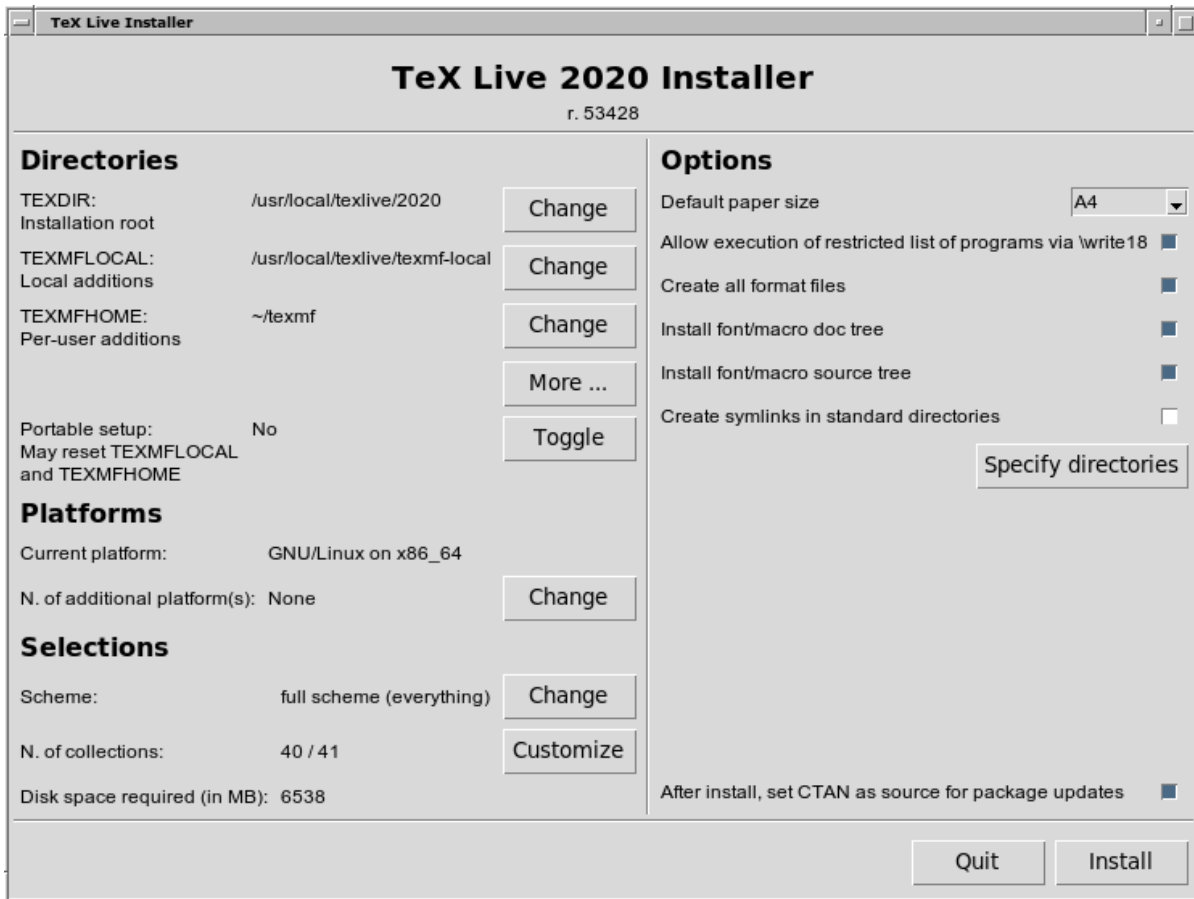 TeX Live Installer
TeX Live 2020 Installer
r. 53428
Directories
TEXDIR: /usr/local/texlive/2020 Change
Installation root
TEXMFLOCAL: /usr/local/texlive/texmf-local Change
Local additions
TEXMFHOME: ~/texmf Change
Per-user additions
More ...
Portable setup: No Toggle
May reset TEXMFLOCAL
and TEXMFHOME
Platforms
Current platform: GNU/Linux on x86_64
N. of additional platform(s): None Change
Selections
Scheme: full scheme (everything) Change
N. of collections: 40 / 41 Customize
Disk space required (in MB): 6538
Options
Default paper size A4
Allow execution of restricted list of programs via \write18
Create all format files
Install font/macro doc tree
Install font/macro source tree
Create symlinks in standard directories
Specify directories
After install, set CTAN as source for package updates
Quit Install